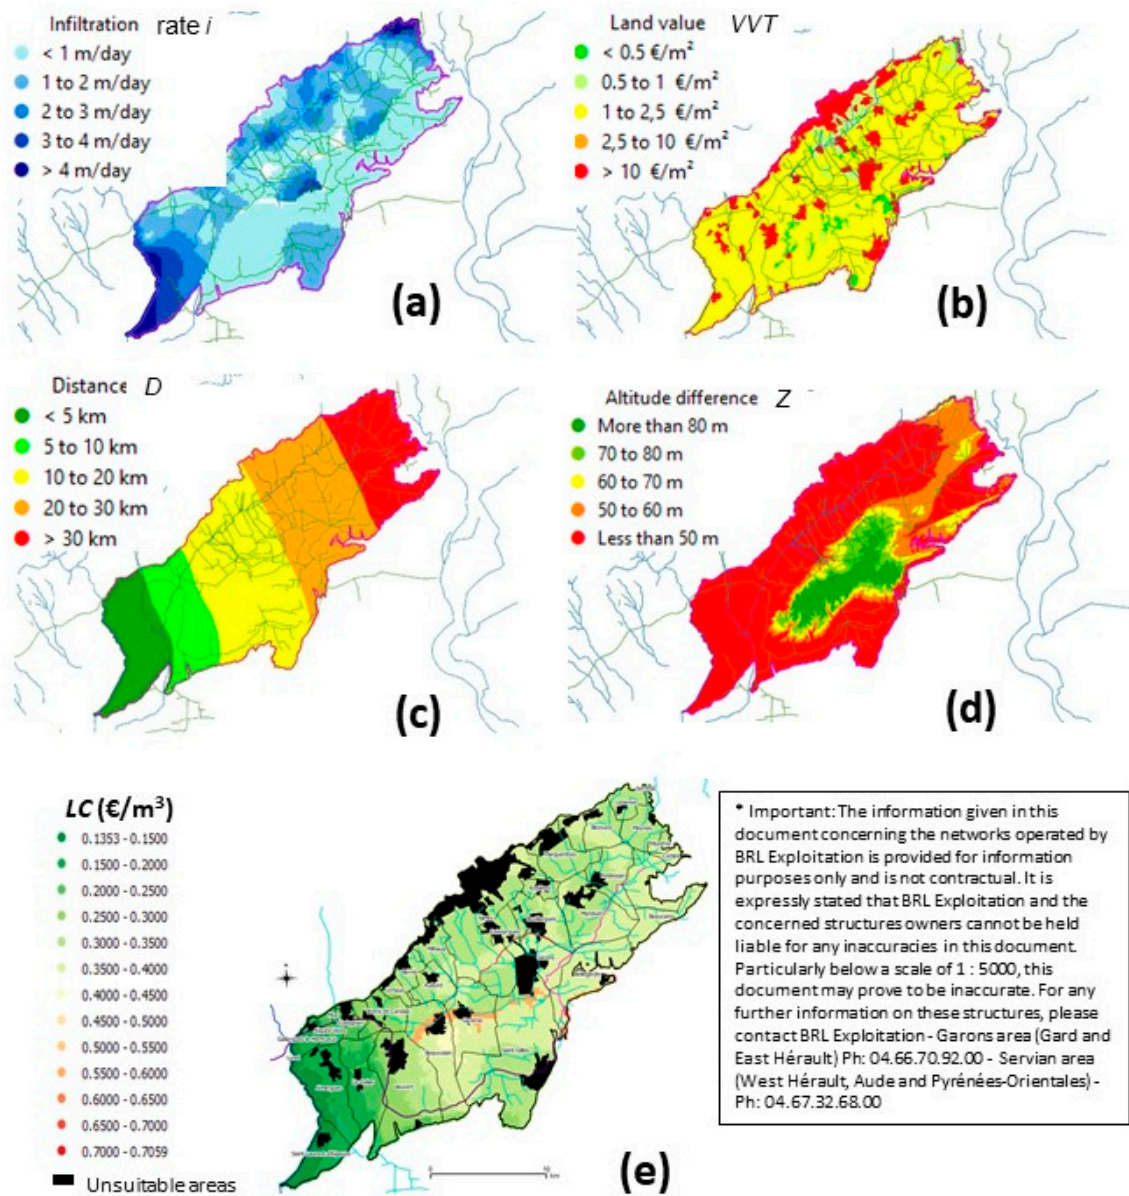 Infiltration rate i
< 1 m/day
1 to 2 m/day
2 to 3 m/day
3 to 4 m/day
> 4 m/day
(a)
Land value VVT
< 0.5 €/m²
0.5 to 1 €/m²
1 to 2,5 €/m²
2,5 to 10 €/m²
> 10 €/m²
(b)
Distance D
< 5 km
5 to 10 km
10 to 20 km
20 to 30 km
> 30 km
(c)
Altitude difference Z
More than 80 m
70 to 80 m
60 to 70 m
50 to 60 m
Less than 50 m
(d)
LC (€/m³)
0.1353 - 0.1500
0.1500 - 0.2000
0.2000 - 0.2500
0.2500 - 0.3000
0.3000 - 0.3500
0.3500 - 0.4000
0.4000 - 0.4500
0.4500 - 0.5000
0.5000 - 0.5500
0.5500 - 0.6000
0.6000 - 0.6500
0.6500 - 0.7000
0.7000 - 0.7059
Unsuitable areas
0 10
km
(e)
* Important: The information given in this
document concerning the networks operated by
BRL Exploitation is provided for information
purposes only and is not contractual. It is
expressly stated that BRL Exploitation and the
concerned structures owners cannot be held
liable for any inaccuracies in this document.
Particularly below a scale of 1 : 5000, this
document may prove to be inaccurate. For any
further information on these structures, please
contact BRL Exploitation - Garons area (Gard and
East Hérault) Ph: 04.66.70.92.00 - Servian area
(West Hérault, Aude and Pyrénées-Orientales) -
Ph: 04.67.32.68.00